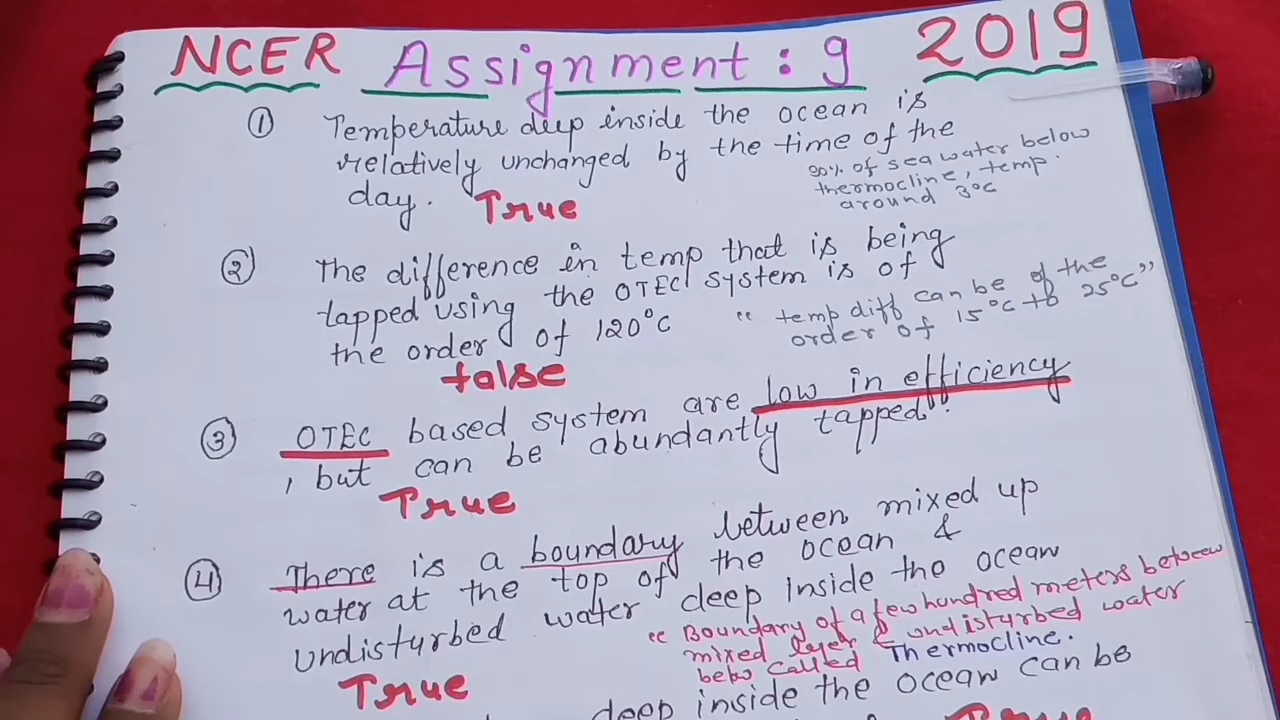 NCER Assignment : 9 2019
① Temperature deep inside the ocean is
relatively unchanged by the time of the
day. True
90% of sea water below
thermocline, temp.
around 3°C
② The difference in temp that is being
tapped using the OTEC system is of
the order of 120°C
"temp diff can be of the
order of 15°C to 25°C"
false
③ OTEC based system are low in efficiency
, but can be abundantly tapped.
True
④ There is a boundary between mixed up
water at the top of the ocean &
undisturbed water deep inside the ocean
"Boundary of a few hundred meters between
mixed layer & undisturbed water
below called Thermocline.
True
deep inside the ocean can be
True